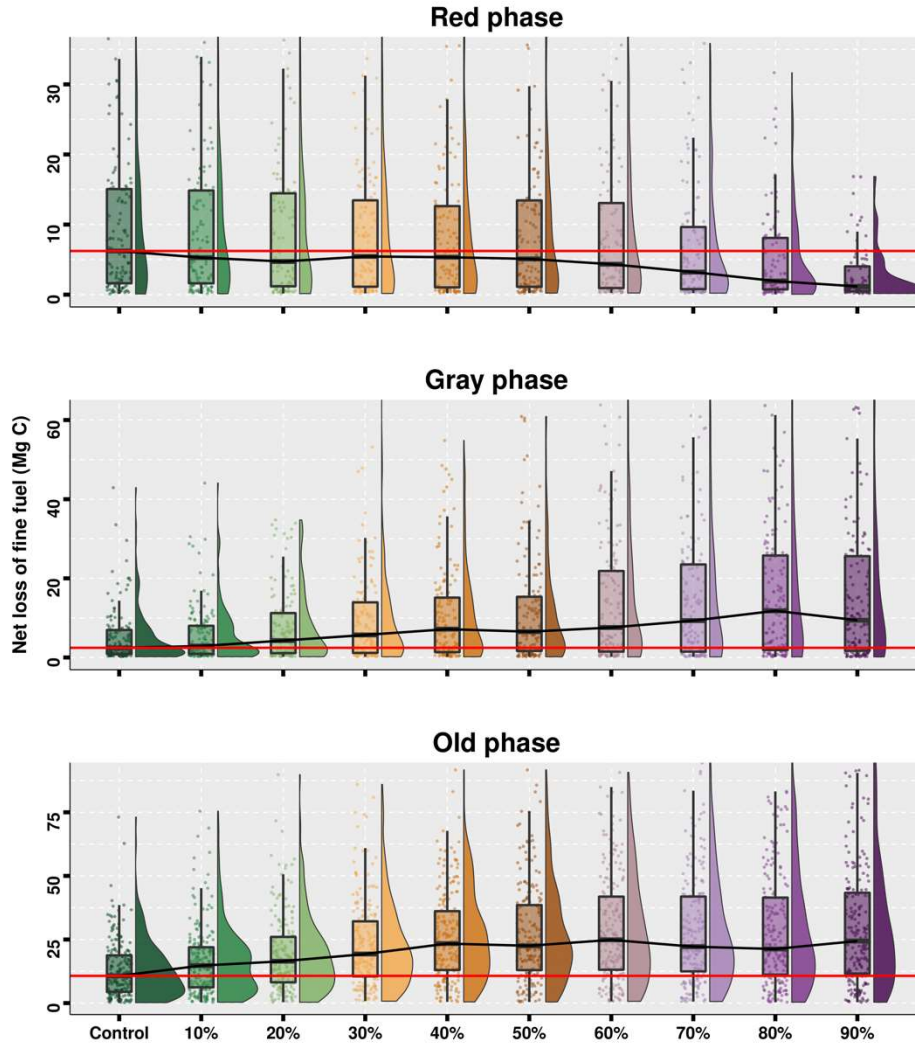 Red phase
30
20
10
0
Gray phase
Net loss of fine fuel (Mg C)
60
40
20
0
Old phase
75
50
25
0
Control 10% 20% 30% 40% 50% 60% 70% 80% 90%